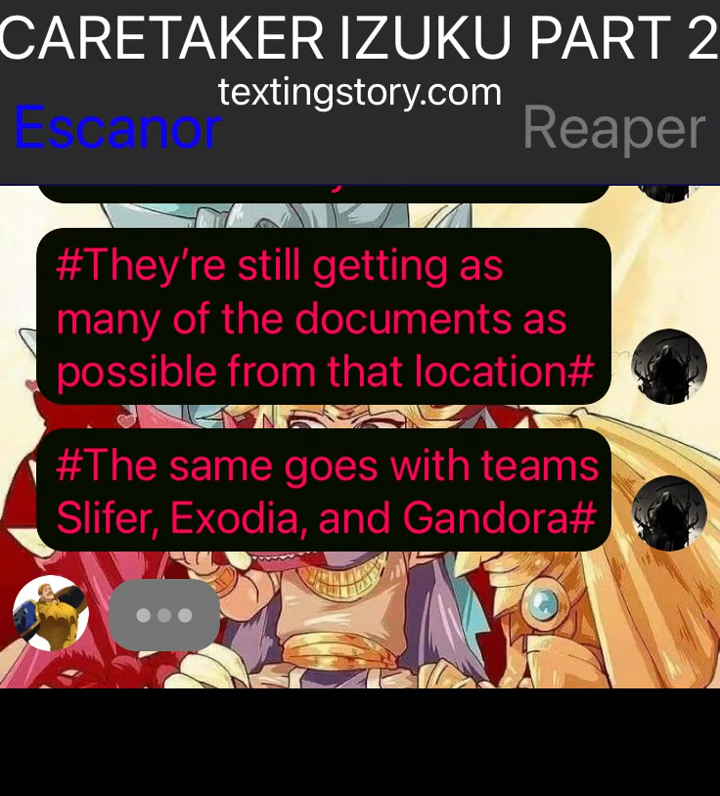 CARETAKER IZUKU PART 2
textingstory.com
Escanor
Reaper
#They’re still getting as
many of the documents as
possible from that location#
#The same goes with teams
Slifer, Exodia, and Gandora#